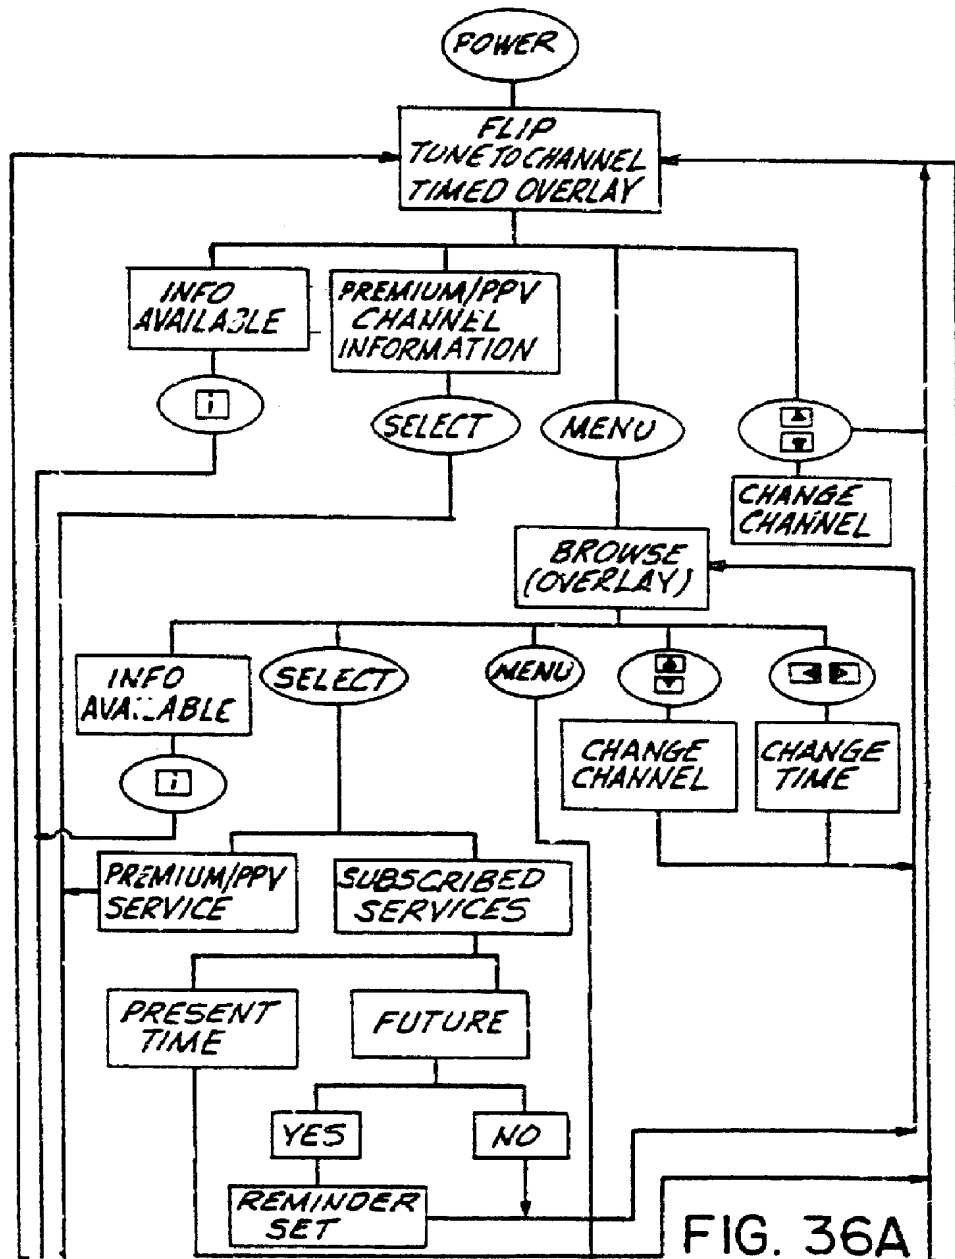 POWER
FLIP
TUNE TO CHANNEL
TIMED OVERLAY
INFO
AVAILABLE
PREMIUM/PPV
CHANNEL
INFORMATION
i
SELECT
MENU
▲
▼
CHANGE
CHANNEL
BROWSE
(OVERLAY)
INFO
AVAILABLE
SELECT
MENU
▲
▼
◄ ►
i
CHANGE
CHANNEL
CHANGE
TIME
PREMIUM/PPV
SERVICE
SUBSCRIBED
SERVICES
PRESENT
TIME
FUTURE
YES
NO
REMINDER
SET
FIG. 36A